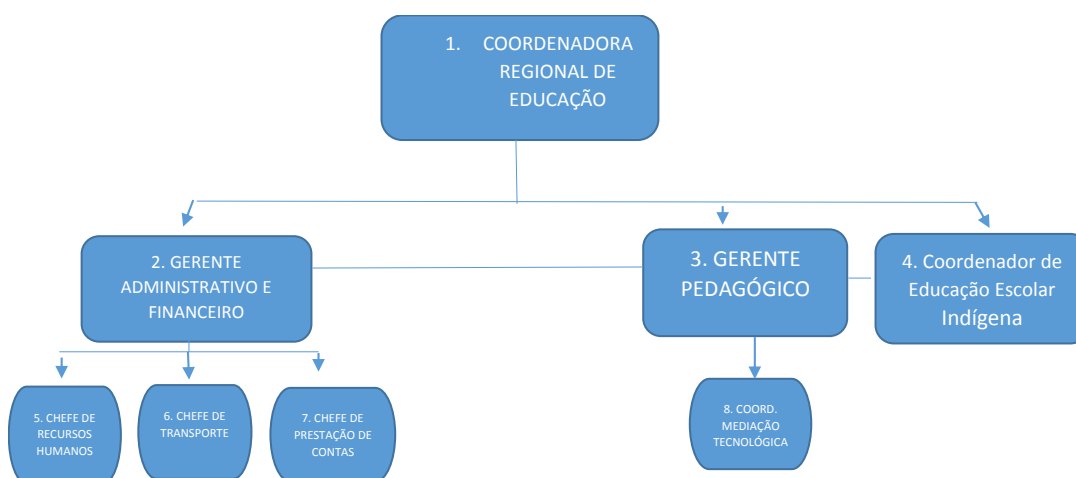 1. COORDENADORA
REGIONAL DE
EDUCAÇÃO
2. GERENTE
ADMINISTRATIVO E
FINANCEIRO
3. GERENTE
PEDAGÓGICO
4. Coordenador de
Educação Escolar
Indígena
5. CHEFE DE
RECURSOS
HUMANOS
6. CHEFE DE
TRANSPORTE
7. CHEFE DE
PRESTAÇÃO DE
CONTAS
8. COORD.
MEDIAÇÃO
TECNOLÓGICA